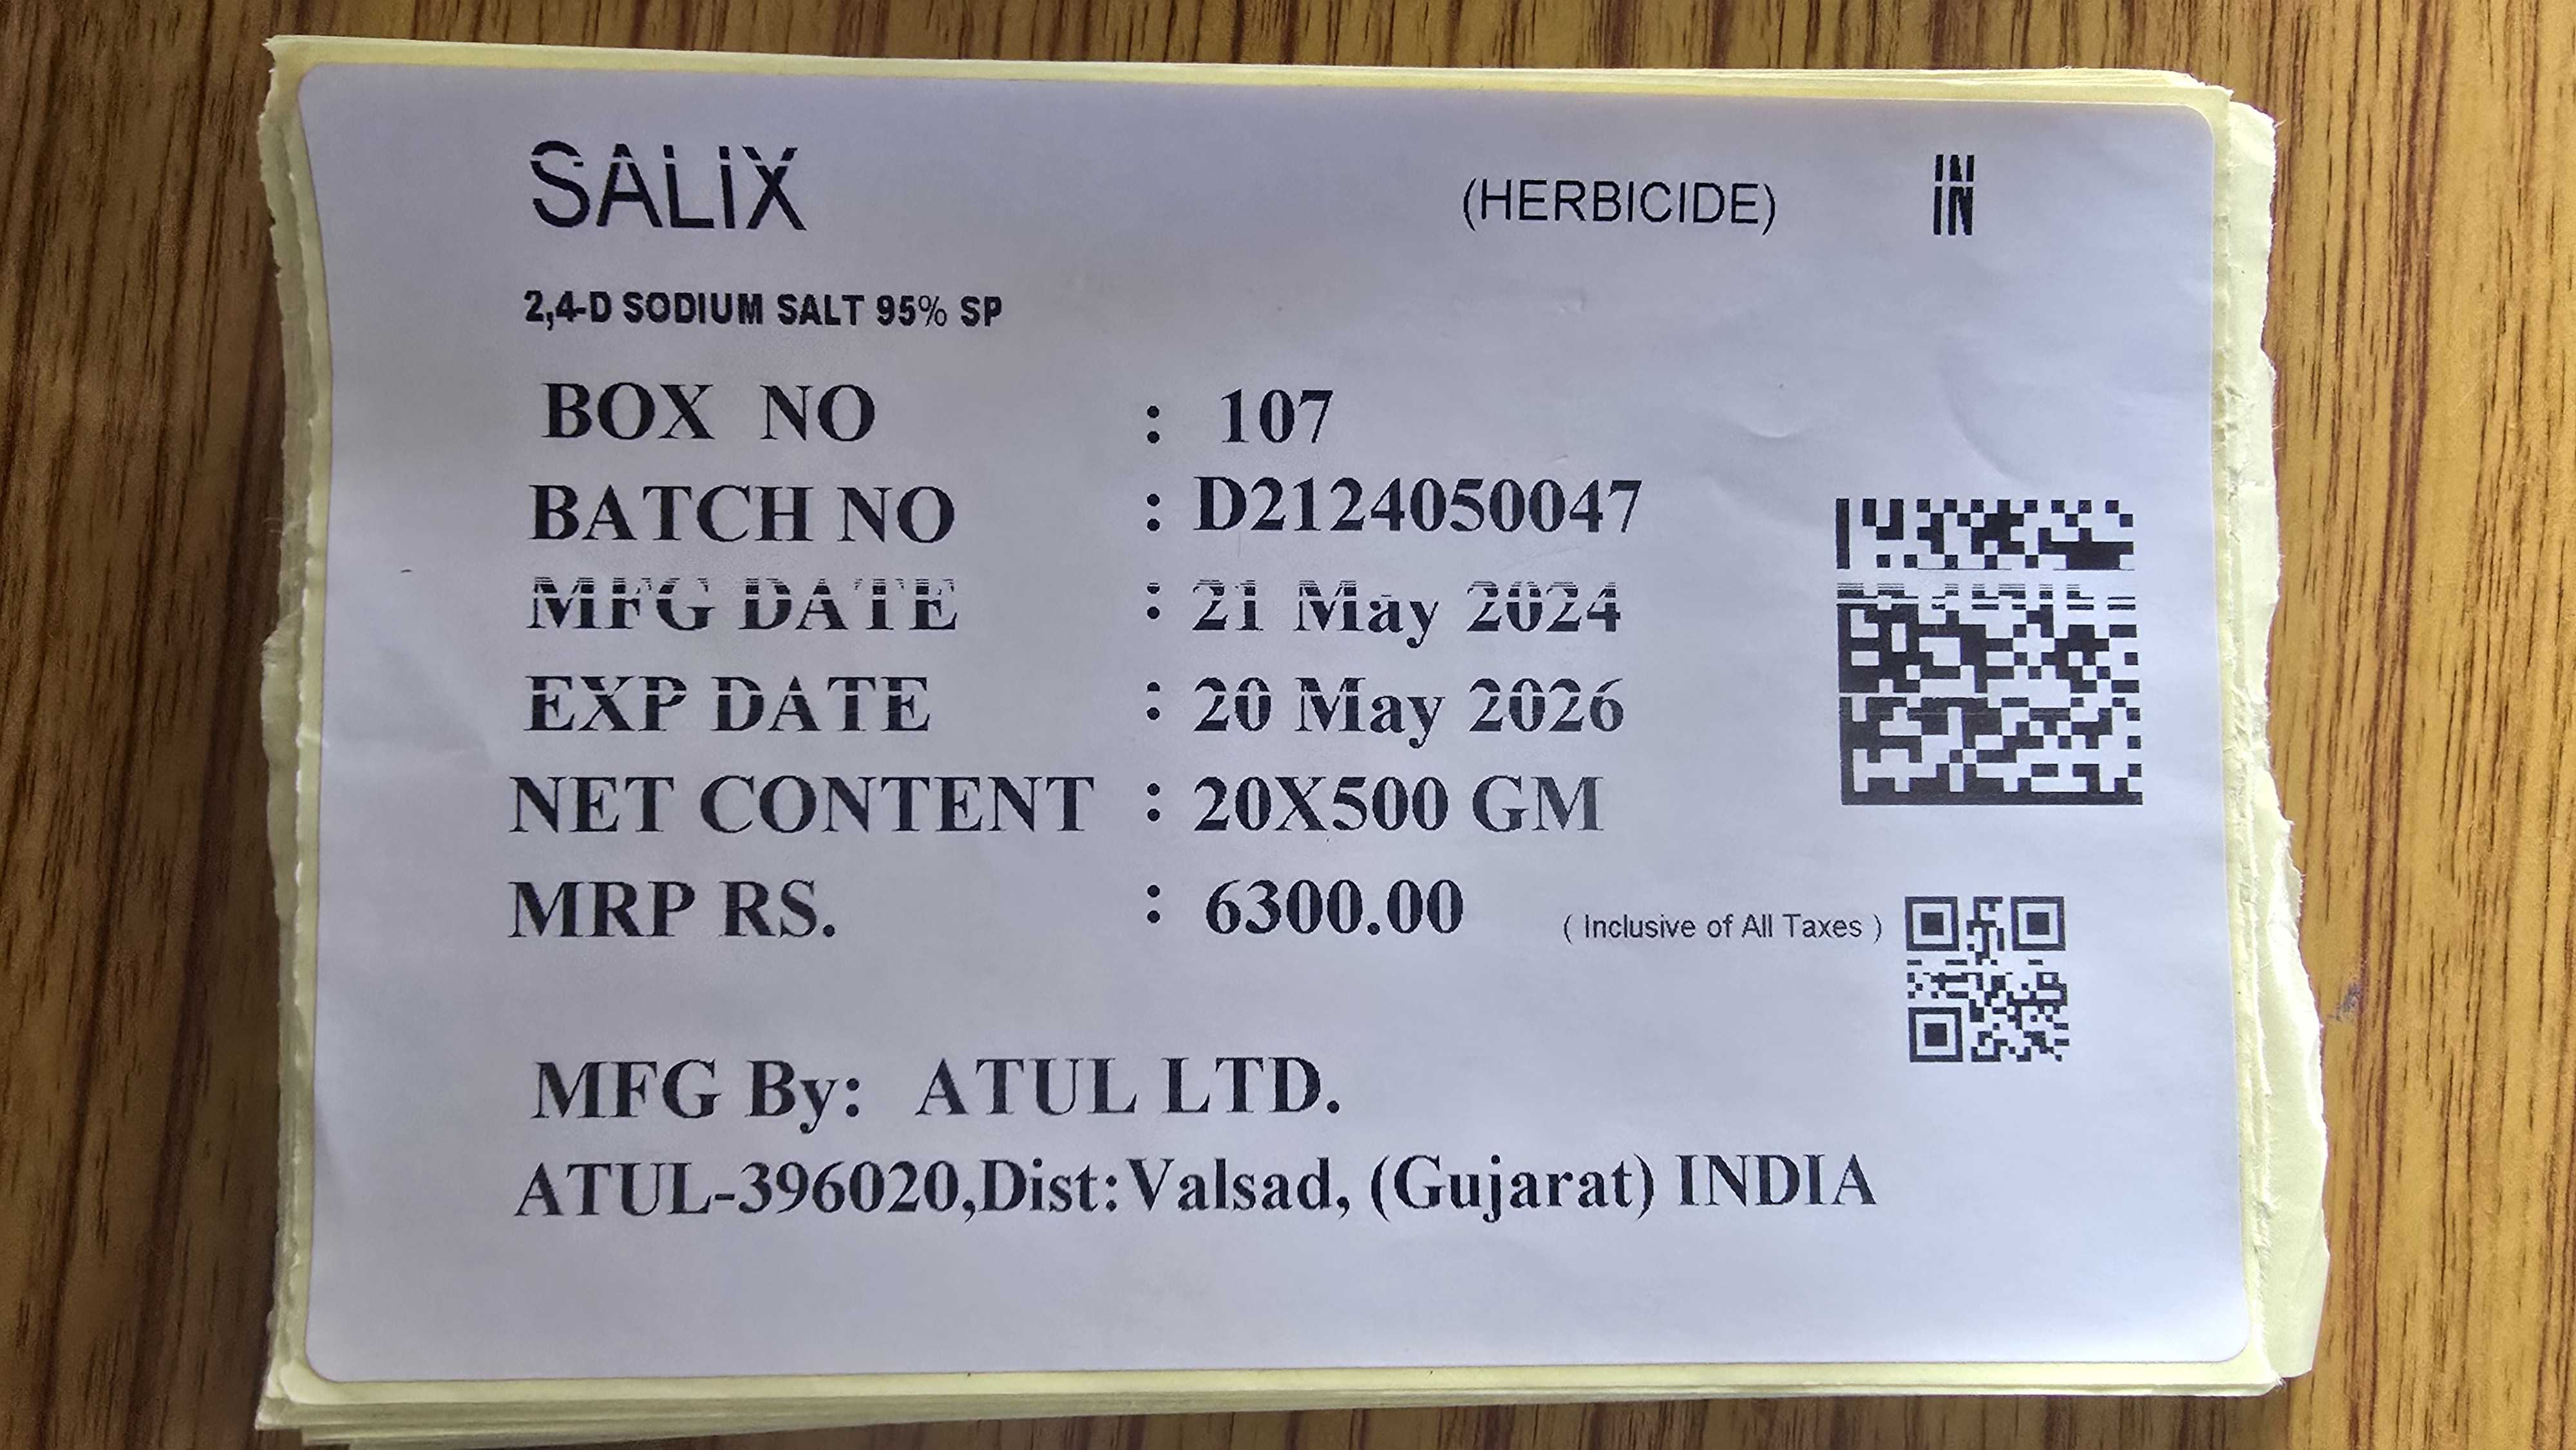 SALIX (HERBICIDE) IN
2,4-D SODIUM SALT 95% SP
BOX NO : 107
BATCH NO : D2124050047
MFG DATE : 21 May 2024
EXP DATE : 20 May 2026
NET CONTENT : 20X500 GM
MRP RS. : 6300.00 ( Inclusive of All Taxes )
MFG By: ATUL LTD.
ATUL-396020,Dist:Valsad, (Gujarat) INDIA